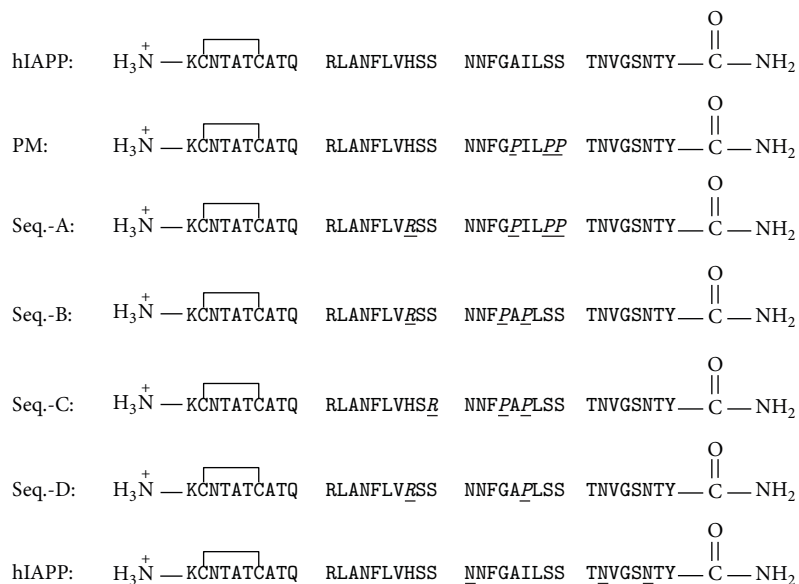 hIAPP: H3N+ — KCNTATCATQ RLANFLVHSS NNFGAILSS TNVGSNTY — C(=O) — NH2
PM: H3N+ — KCNTATCATQ RLANFLVHSS NNFGPILPP TNVGSNTY — C(=O) — NH2
Seq.-A: H3N+ — KCNTATCATQ RLANFLVRSS NNFGPILPP TNVGSNTY — C(=O) — NH2
Seq.-B: H3N+ — KCNTATCATQ RLANFLVRSS NNFPAPLSS TNVGSNTY — C(=O) — NH2
Seq.-C: H3N+ — KCNTATCATQ RLANFLVHSR NNFPAPLSS TNVGSNTY — C(=O) — NH2
Seq.-D: H3N+ — KCNTATCATQ RLANFLVRSS NNFGAPLSS TNVGSNTY — C(=O) — NH2
hIAPP: H3N+ — KCNTATCATQ RLANFLVHSS NNFGAILSS TNVGSNTY — C(=O) — NH2